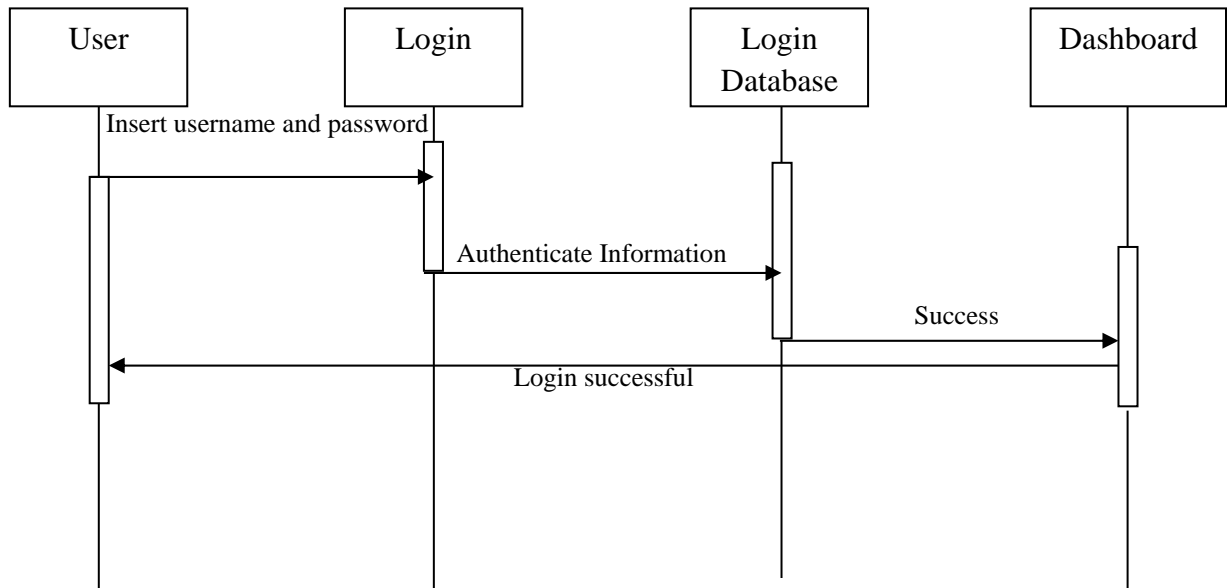 User
Login
Login
Database
Dashboard
Insert username and password
Authenticate Information
Success
Login successful